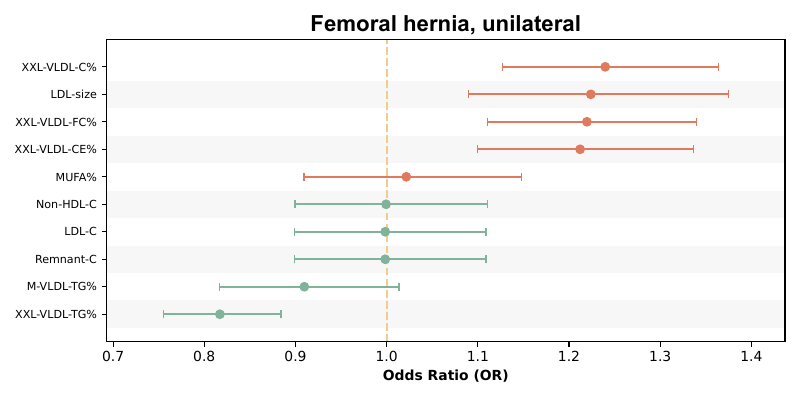 Femoral hernia, unilateral
XXL-VLDL-C%
LDL-size
XXL-VLDL-FC%
XXL-VLDL-CE%
MUFA%
Non-HDL-C
LDL-C
Remnant-C
M-VLDL-TG%
XXL-VLDL-TG%
0.7 0.8 0.9 1.0 1.1 1.2 1.3 1.4
Odds Ratio (OR)